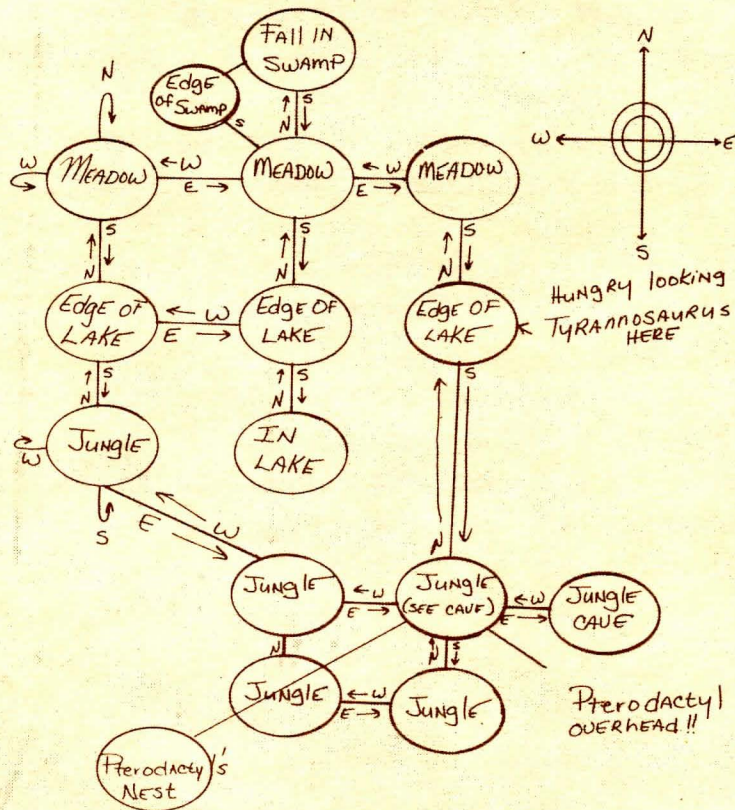 FALL IN
SWAMP
Edge
of Swamp
N
S
N
S
N
W
MEADOW
W
E
MEADOW
W
E
MEADOW
W
E
S
S
N
S
N
S
N
Edge OF
LAKE
W
E
Edge OF
LAKE
Edge OF
LAKE
HUNGRY looking
TYRANNOSAURUS
HERE
S
N
S
N
S
JUNGLE
W
S
IN
LAKE
W
E
N
JUNGLE
W
E
JUNGLE
(SEE CAVE)
W
E
JUNGLE
CAVE
N
N
S
JUNGLE
W
E
JUNGLE
Pterodactyl
OVERHEAD!!
Pterodactyl's
NEST